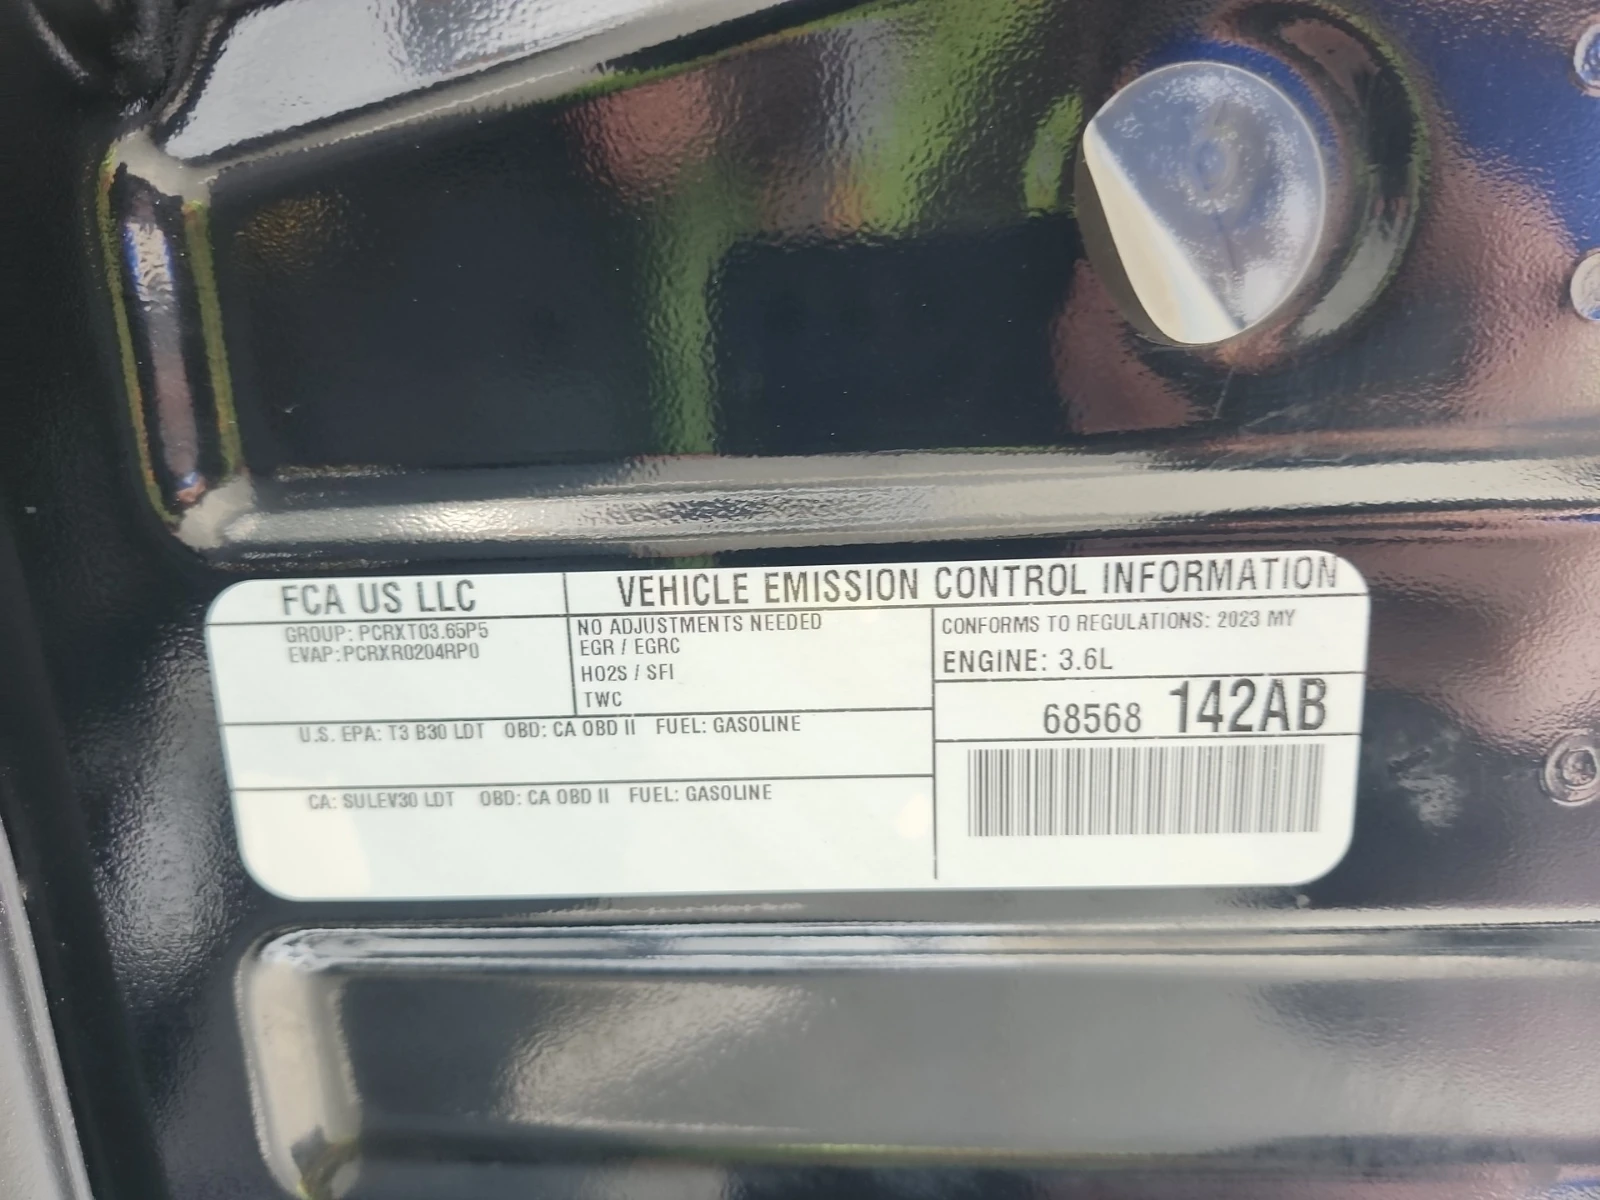 FCA US LLC
VEHICLE EMISSION CONTROL INFORMATION
GROUP: PCRXT03.65P5
EVAP:PCRXR0204RP0
NO ADJUSTMENTS NEEDED
EGR / EGRC
HO2S / SFI
TWC
CONFORMS TO REGULATIONS: 2023 MY
ENGINE: 3.6L
68568 142AB
U.S. EPA: T3 B30 LDT OBD: CA OBD II FUEL: GASOLINE
CA: SULEV30 LDT OBD: CA OBD II FUEL: GASOLINE